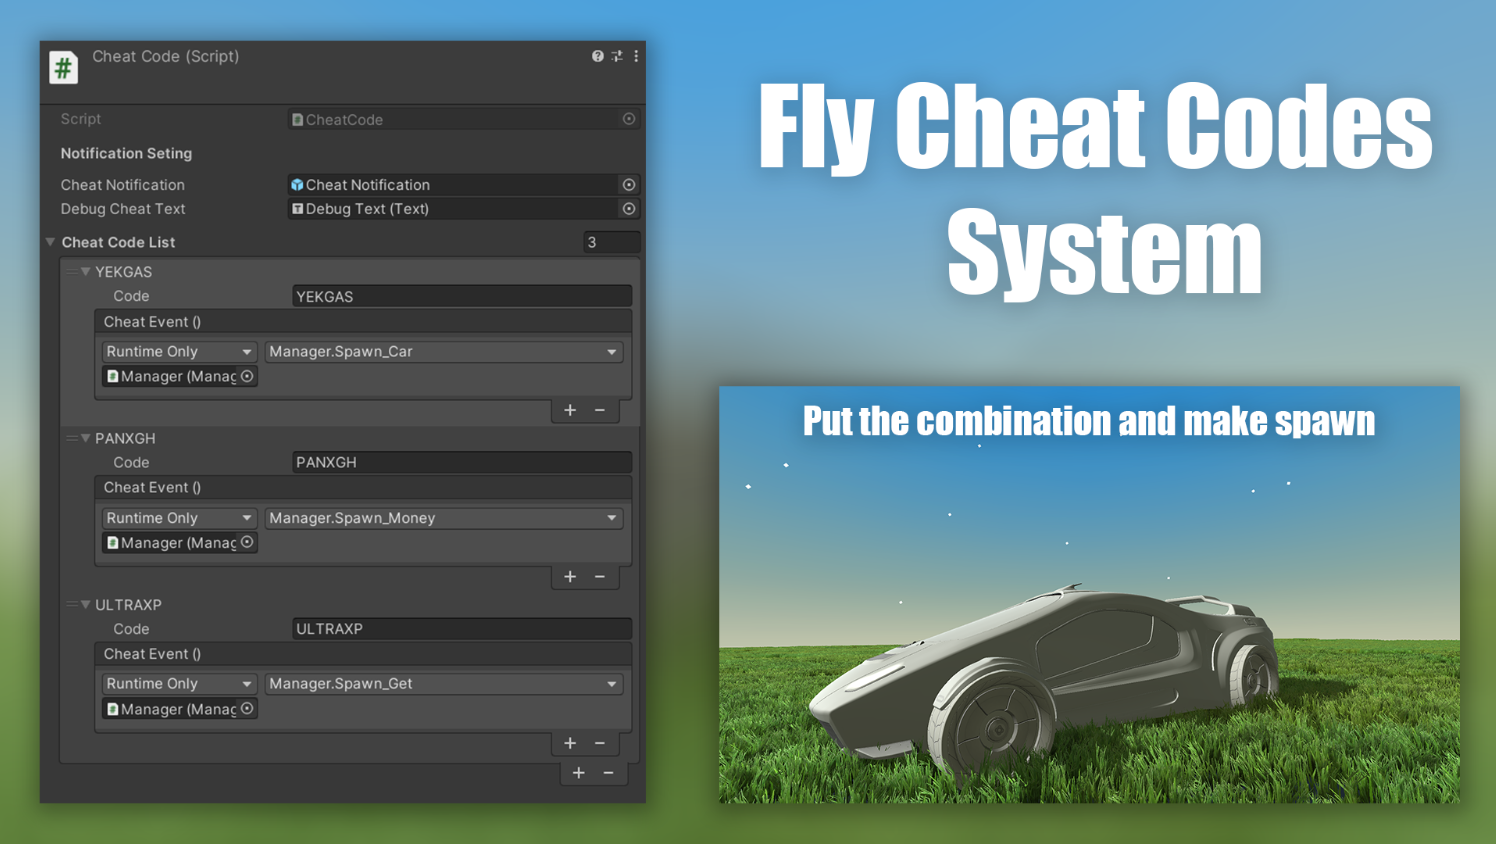 Cheat Code (Script)
Script
CheatCode
Notification Seting
Cheat Notification
Cheat Notification
Debug Cheat Text
Debug Text (Text)
Cheat Code List
3
YEKGAS
Code
YEKGAS
Cheat Event ()
Runtime Only
Manager.Spawn_Car
Manager (Manag
PANXGH
Code
PANXGH
Cheat Event ()
Runtime Only
Manager.Spawn_Money
Manager (Manag
ULTRAXP
Code
ULTRAXP
Cheat Event ()
Runtime Only
Manager.Spawn_Get
Manager (Manag
Fly Cheat Codes
System
Put the combination and make spawn